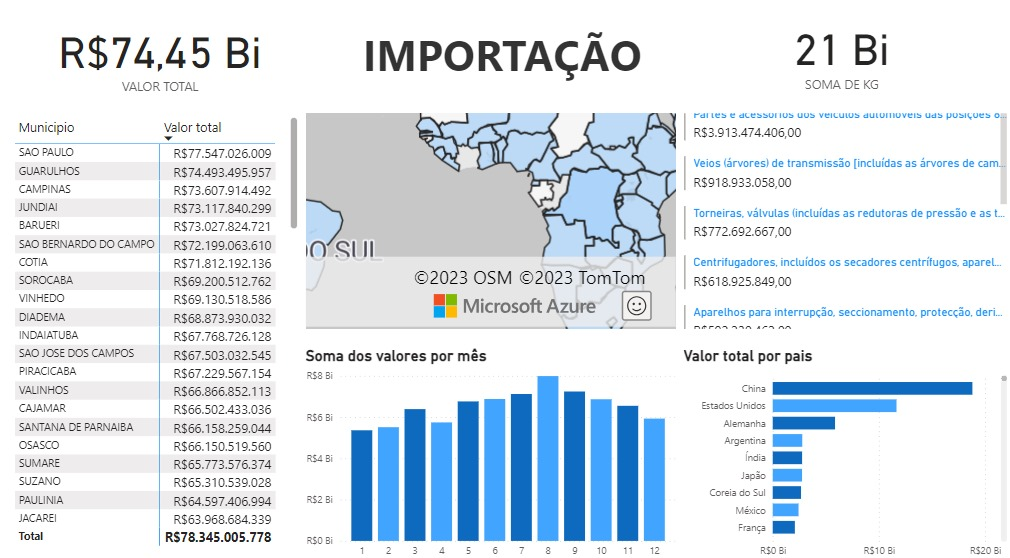 R$74,45 Bi
VALOR TOTAL
IMPORTAÇÃO
21 Bi
SOMA DE KG
Municipio Valor total
SAO PAULO R$77.547.026.009
GUARULHOS R$74.493.495.957
CAMPINAS R$73.607.914.492
JUNDIAI R$73.117.840.299
BARUERI R$73.027.824.721
SAO BERNARDO DO CAMPO R$72.199.063.610
COTIA R$71.812.192.136
SOROCABA R$69.200.512.762
VINHEDO R$69.130.518.586
DIADEMA R$68.873.930.032
INDAIATUBA R$67.768.726.128
SAO JOSE DOS CAMPOS R$67.503.032.545
PIRACICABA R$67.229.567.154
VALINHOS R$66.866.852.113
CAJAMAR R$66.502.433.036
SANTANA DE PARNAIBA R$66.158.259.044
OSASCO R$66.150.519.560
SUMARE R$65.773.576.374
SUZANO R$65.310.539.028
PAULINIA R$64.597.406.994
JACAREI R$63.968.684.339
Total R$78.345.005.778
DO SUL
©2023 OSM ©2023 TomTom
Microsoft Azure
Partes e acessórios dos veículos automóveis das posições 8...
R$3.913.474.406,00
Veios (árvores) de transmissão [incluídas as árvores de cam...
R$918.933.058,00
Torneiras, válvulas (incluídas as redutoras de pressão e as t...
R$772.692.667,00
Centrifugadores, incluídos os secadores centrífugos, aparel...
R$618.925.849,00
Aparelhos para interrupção, seccionamento, protecção, deri...
Soma dos valores por mês
R$8 Bi
R$6 Bi
R$4 Bi
R$2 Bi
R$0 Bi
1 2 3 4 5 6 7 8 9 10 11 12
Valor total por pais
China
Estados Unidos
Alemanha
Argentina
Índia
Japão
Coreia do Sul
México
França
R$0 Bi R$10 Bi R$20 Bi